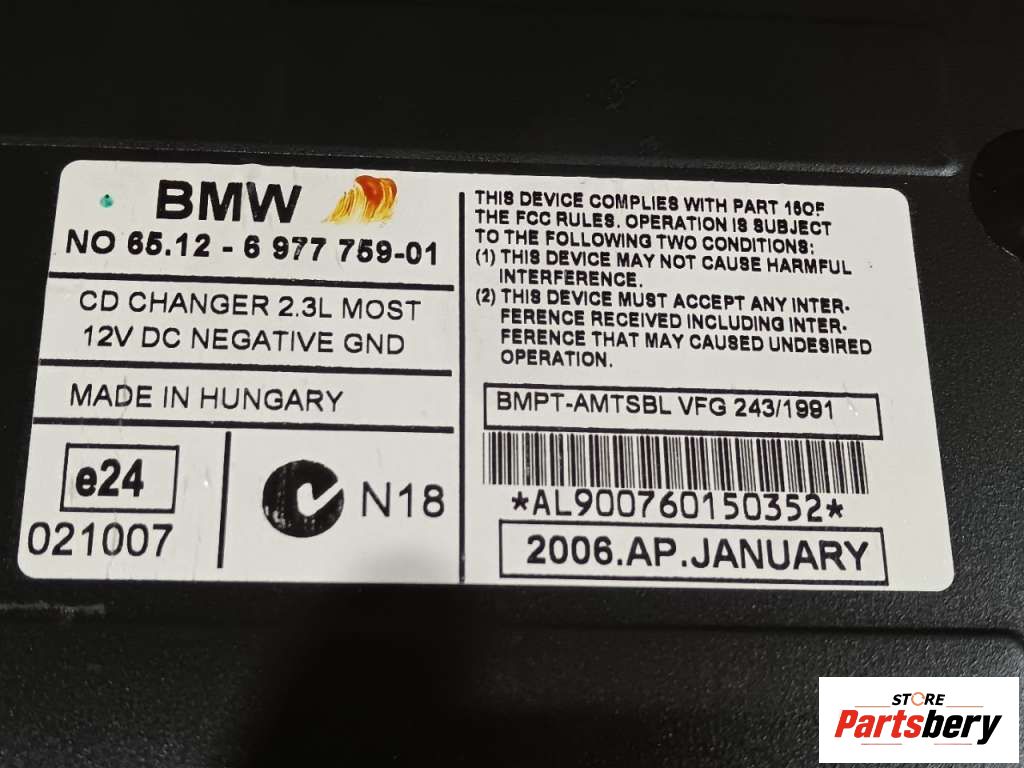 BMW
NO 65.12 - 6 977 759-01
CD CHANGER 2.3L MOST
12V DC NEGATIVE GND
MADE IN HUNGARY
e24
021007
N18
THIS DEVICE COMPLIES WITH PART 15OF
THE FCC RULES. OPERATION IS SUBJECT
TO THE FOLLOWING TWO CONDITIONS:
(1) THIS DEVICE MAY NOT CAUSE HARMFUL
INTERFERENCE.
(2) THIS DEVICE MUST ACCEPT ANY INTER-
FERENCE RECEIVED INCLUDING INTER-
FERENCE THAT MAY CAUSED UNDESIRED
OPERATION.
BMPT-AMTSBL VFG 243/1991
*AL900760150352*
2006.AP.JANUARY
STORE
Partsbery